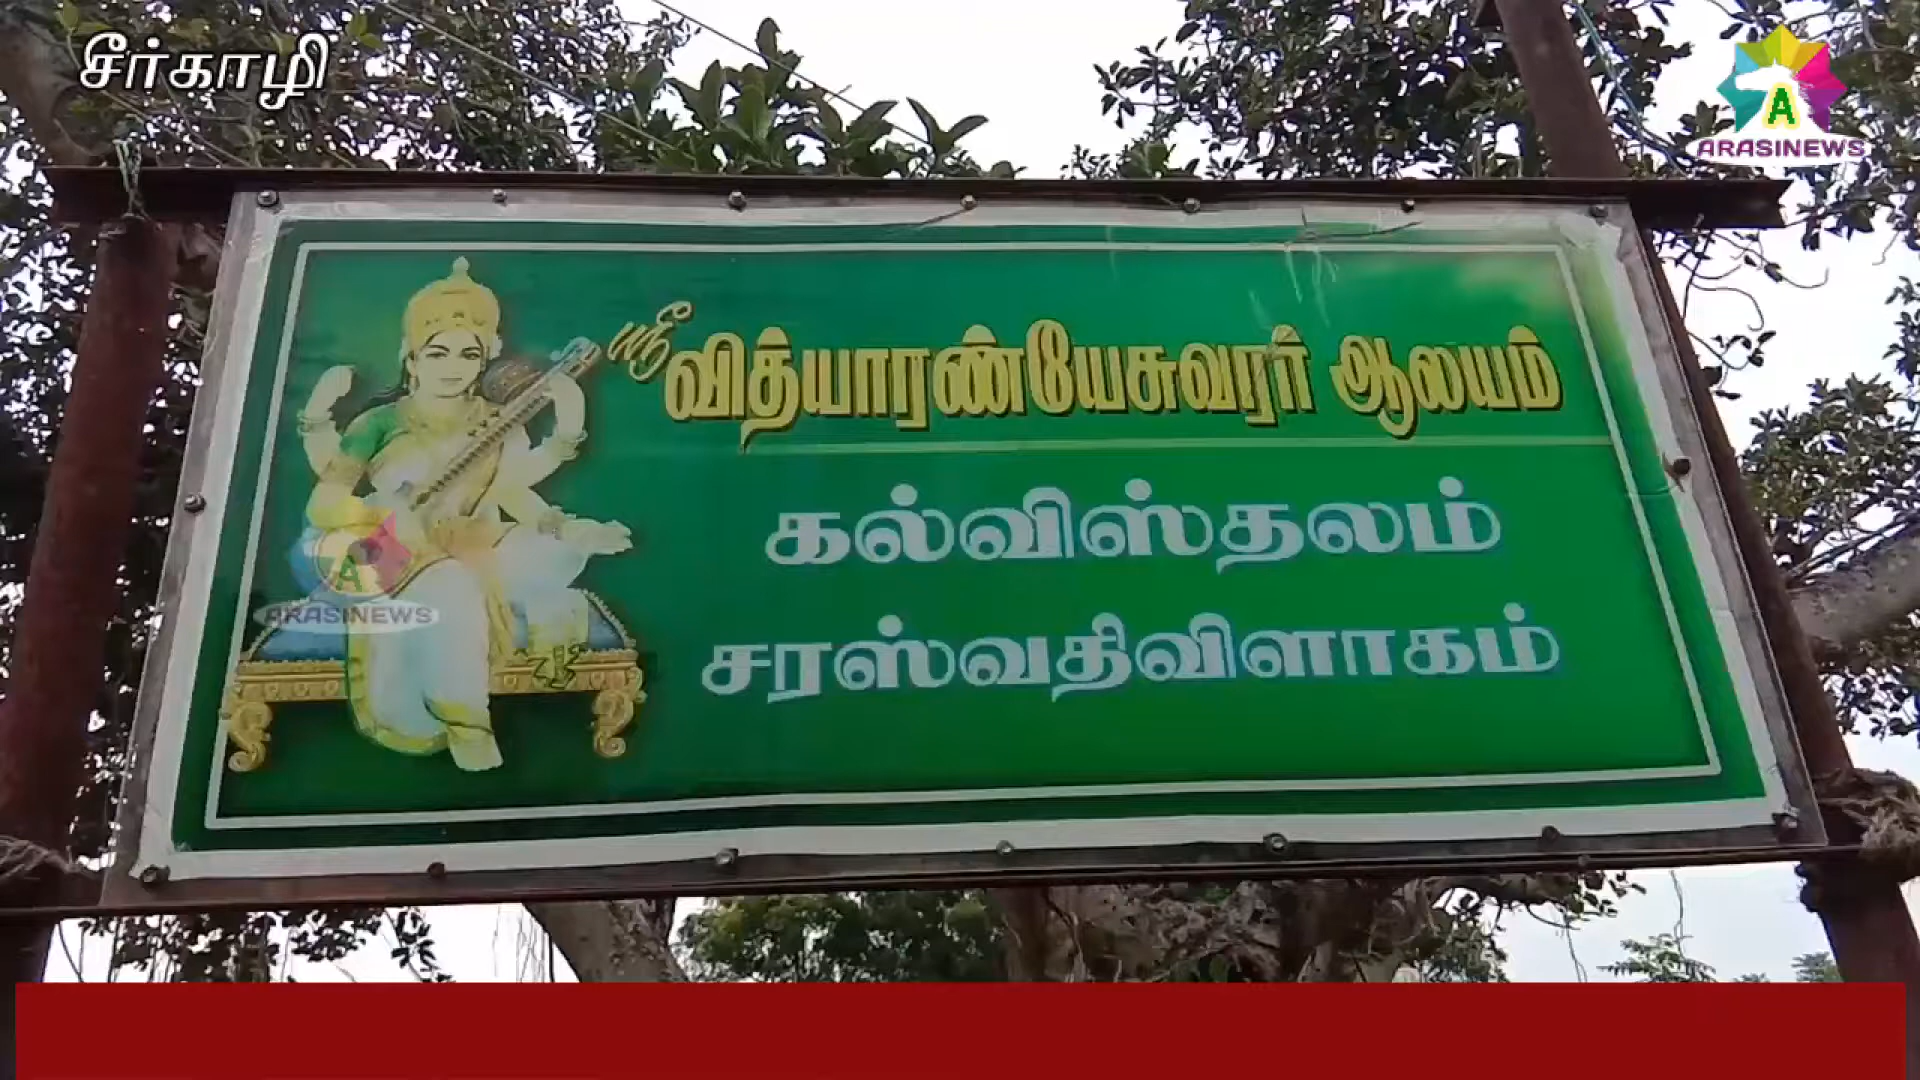 சீர்காழி
ARASINEWS
ஸ்ரீ வித்யாரண்யேசுவரர் ஆலயம்
கல்விஸ்தலம்
ARASINEWS
சரஸ்வதிவிளாகம்